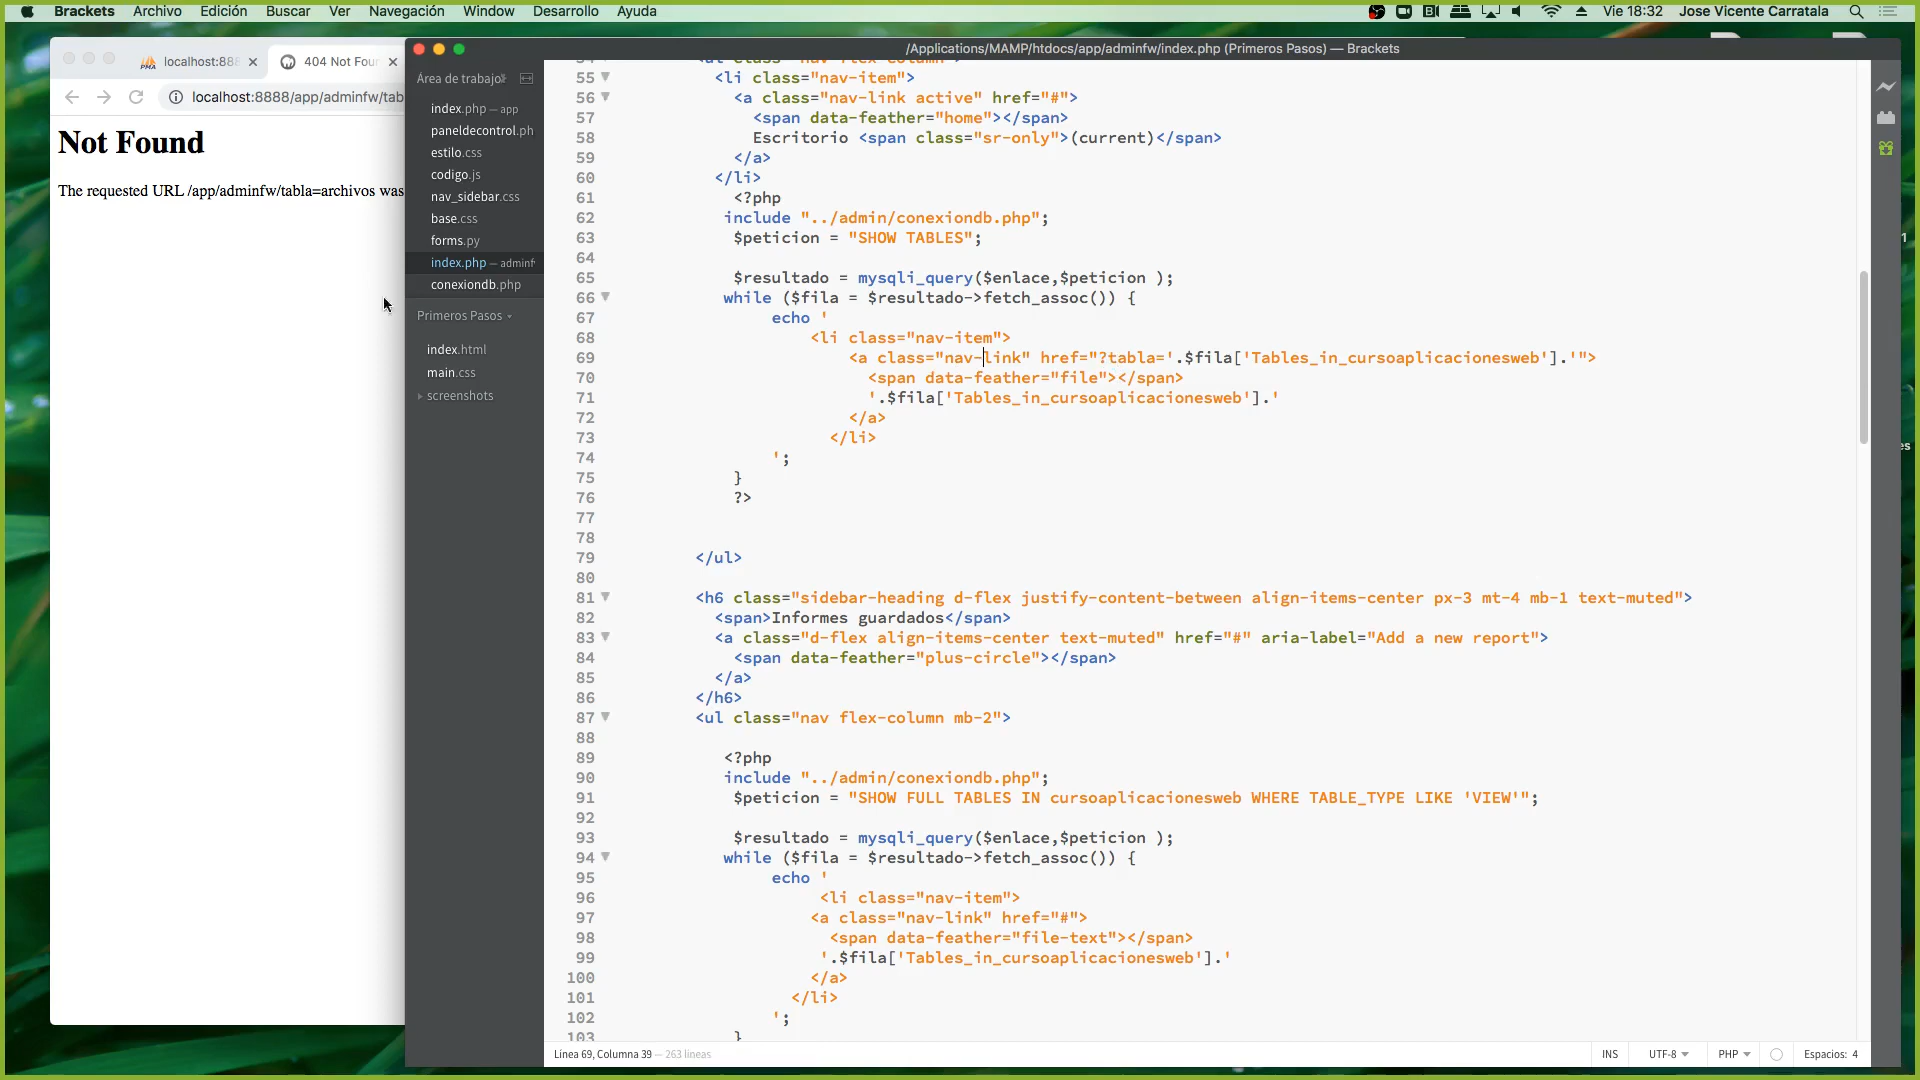 Brackets Archivo Edición Buscar Ver Navegación Window Desarrollo Ayuda Vie 18:32 Jose Vicente Carratala
/Applications/MAMP/htdocs/app/adminfw/index.php (Primeros Pasos) — Brackets
localhost:888
404 Not Fou
localhost:8888/app/adminfw/tab
Not Found
The requested URL /app/adminfw/tabla=archivos was
Área de trabajo
index.php — app
paneldecontrol.ph
estilo.css
codigo.js
nav_sidebar.css
base.css
forms.py
index.php — adminf
conexiondb.php
Primeros Pasos
index.html
main.css
screenshots
55 <li class="nav-item">
56 <a class="nav-link active" href="#">
57 <span data-feather="home"></span>
58 Escritorio <span class="sr-only">(current)</span>
59 </a>
60 </li>
61 <?php
62 include "../admin/conexiondb.php";
63 $peticion = "SHOW TABLES";
64
65 $resultado = mysqli_query($enlace,$peticion );
66 while ($fila = $resultado->fetch_assoc()) {
67 echo '
68 <li class="nav-item">
69 <a class="nav-link" href="?tabla='.$fila['Tables_in_cursoaplicacionesweb'].'">
70 <span data-feather="file"></span>
71 '.$fila['Tables_in_cursoaplicacionesweb'].'
72 </a>
73 </li>
74 ';
75 }
76 ?>
77
78
79 </ul>
80
81 <h6 class="sidebar-heading d-flex justify-content-between align-items-center px-3 mt-4 mb-1 text-muted">
82 <span>Informes guardados</span>
83 <a class="d-flex align-items-center text-muted" href="#" aria-label="Add a new report">
84 <span data-feather="plus-circle"></span>
85 </a>
86 </h6>
87 <ul class="nav flex-column mb-2">
88
89 <?php
90 include "../admin/conexiondb.php";
91 $peticion = "SHOW FULL TABLES IN cursoaplicacionesweb WHERE TABLE_TYPE LIKE 'VIEW'";
92
93 $resultado = mysqli_query($enlace,$peticion );
94 while ($fila = $resultado->fetch_assoc()) {
95 echo '
96 <li class="nav-item">
97 <a class="nav-link" href="#">
98 <span data-feather="file-text"></span>
99 '.$fila['Tables_in_cursoaplicacionesweb'].'
100 </a>
101 </li>
102 ';
103 }
Línea 69, Columna 39 — 263 líneas INS UTF-8 PHP Espacios: 4